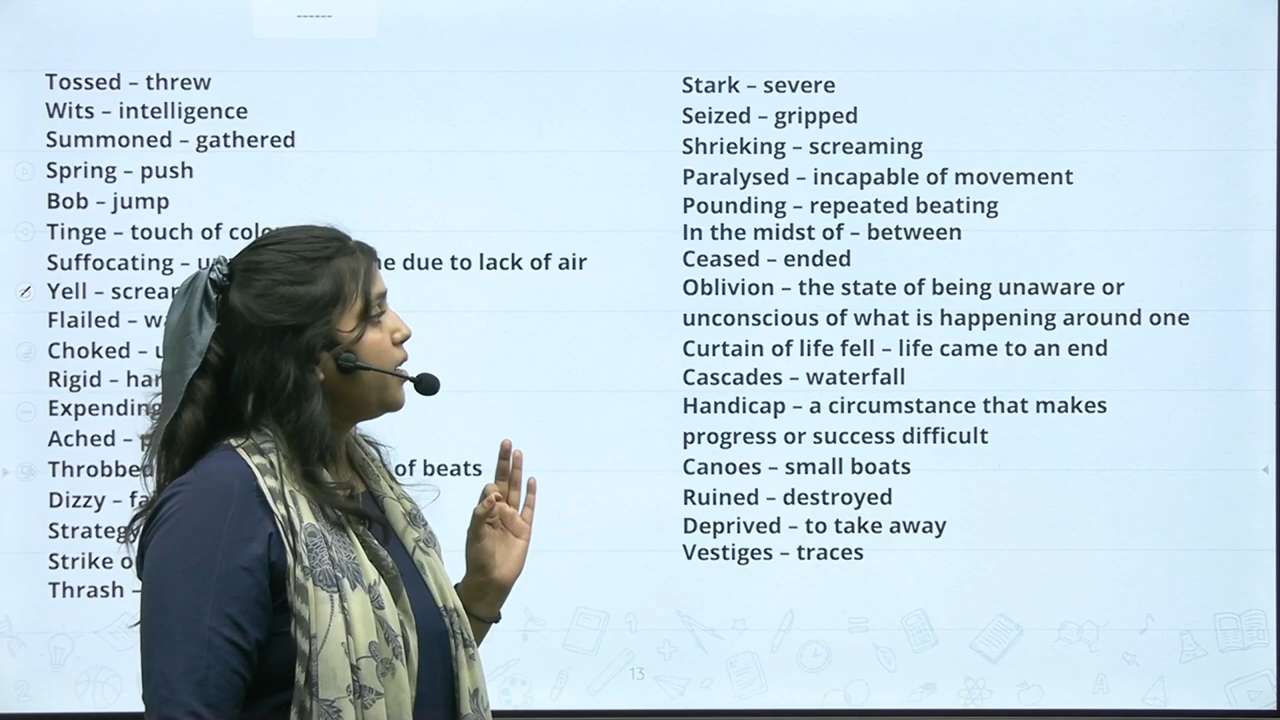 ------
Tossed – threw
Wits – intelligence
Summoned – gathered
Spring – push
Bob – jump
Tinge – touch of
Suffocating – due to lack of air
Yell –
Flailed –
Choked –
Rigid –
Expending
Ached –
Throbbed of beats
Dizzy –
Strategy
Strike
Thrash –
Stark – severe
Seized – gripped
Shrieking – screaming
Paralysed – incapable of movement
Pounding – repeated beating
In the midst of – between
Ceased – ended
Oblivion – the state of being unaware or
unconscious of what is happening around one
Curtain of life fell – life came to an end
Cascades – waterfall
Handicap – a circumstance that makes
progress or success difficult
Canoes – small boats
Ruined – destroyed
Deprived – to take away
Vestiges – traces
13